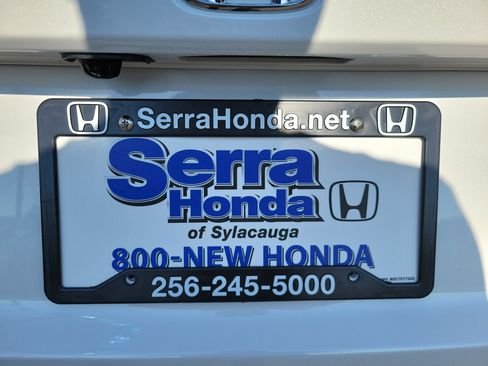 SerraHonda.net
Serra
Honda
of Sylacauga
800-NEW HONDA
256-245-5000